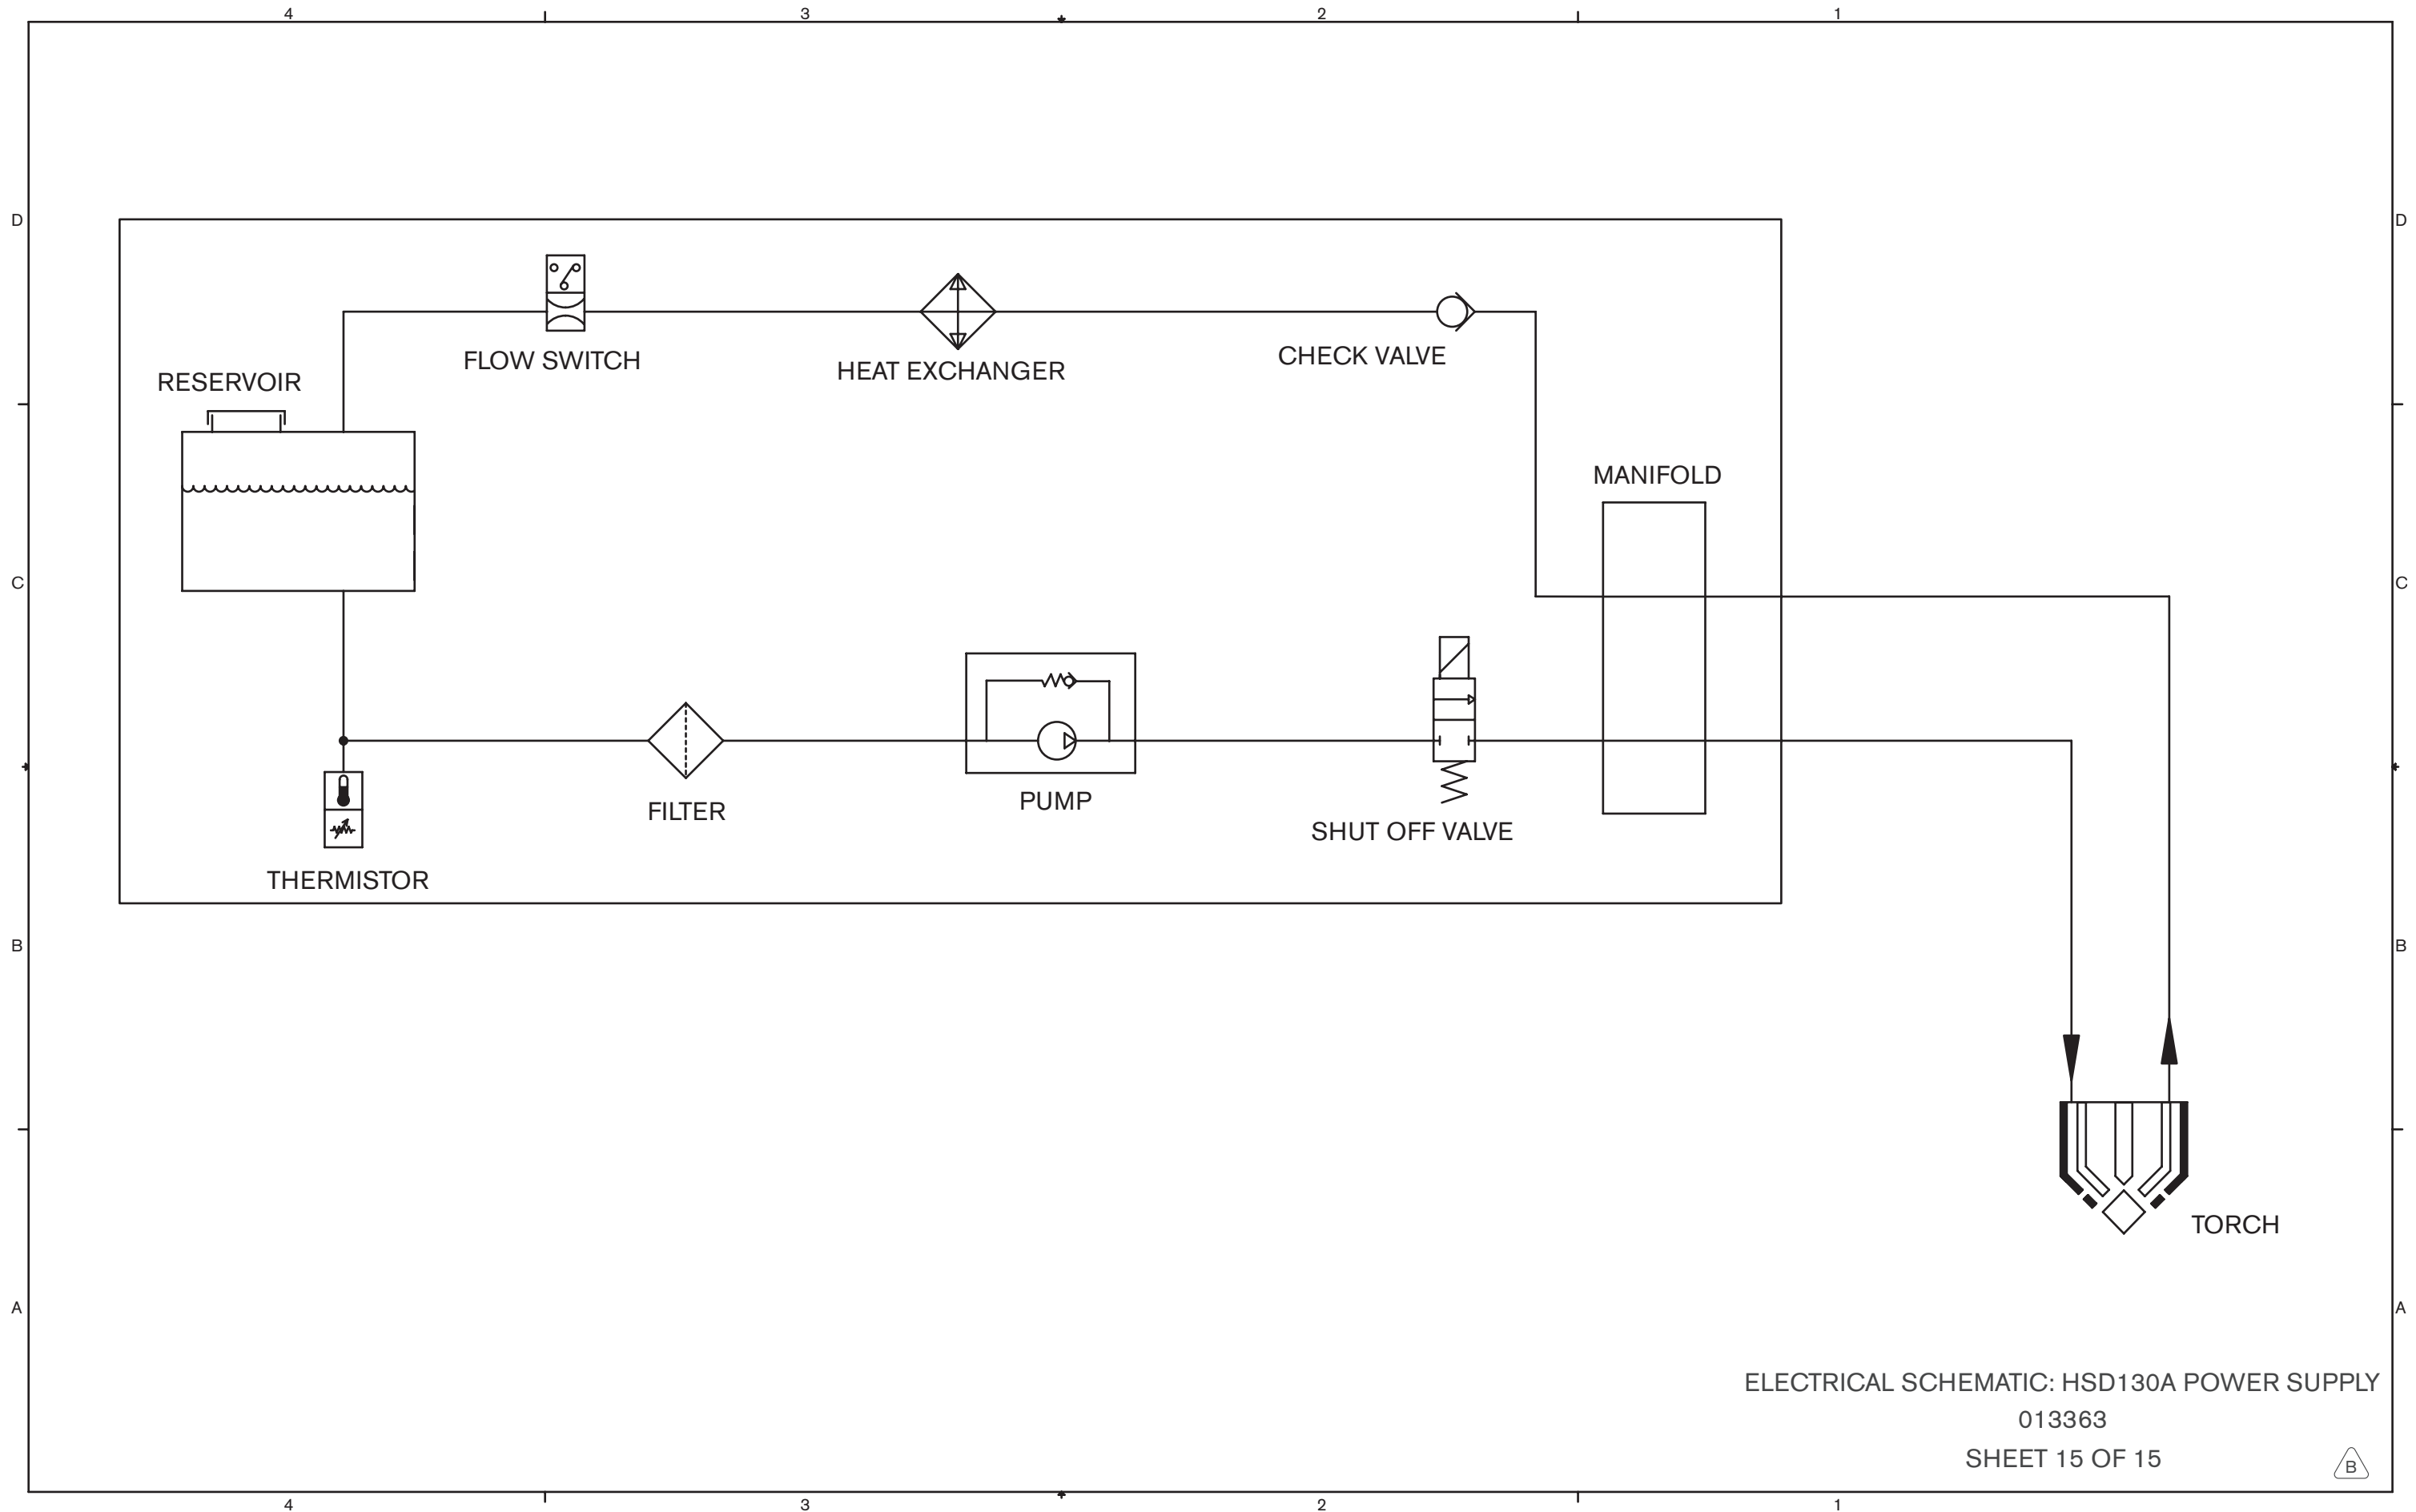 4 3 2 1
D D
FLOW SWITCH
HEAT EXCHANGER
CHECK VALVE
RESERVOIR
MANIFOLD
C C
FILTER
PUMP
SHUT OFF VALVE
THERMISTOR
B B
TORCH
A A
ELECTRICAL SCHEMATIC: HSD130A POWER SUPPLY
013363
SHEET 15 OF 15
B
4 3 2 1